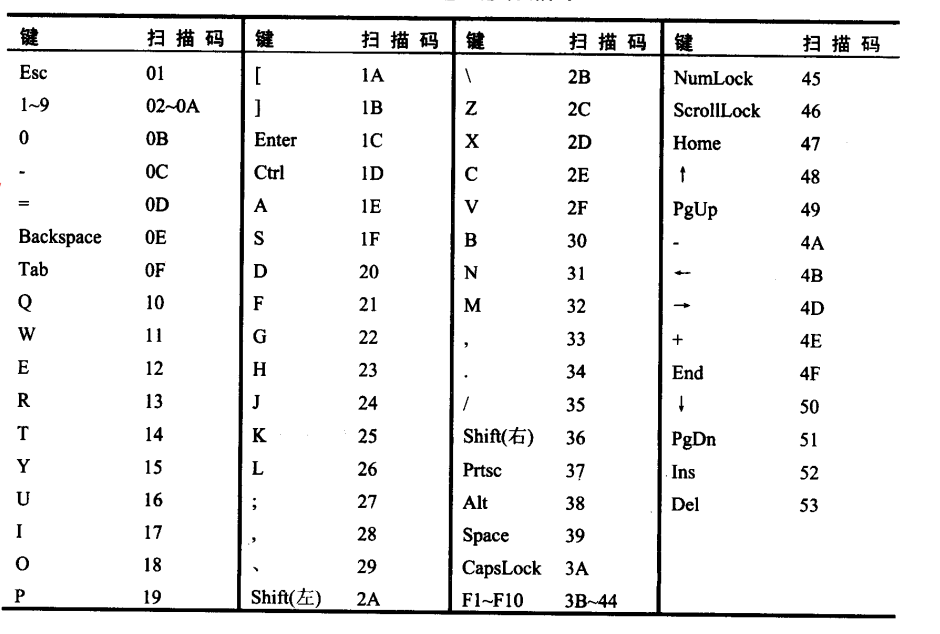 键 扫描码 键 扫描码 键 扫描码 键 扫描码
Esc 01 [ 1A \ 2B NumLock 45
1~9 02~0A ] 1B Z 2C ScrollLock 46
0 0B Enter 1C X 2D Home 47
- 0C Ctrl 1D C 2E ↑ 48
= 0D A 1E V 2F PgUp 49
Backspace 0E S 1F B 30 - 4A
Tab 0F D 20 N 31 ← 4B
Q 10 F 21 M 32 → 4D
W 11 G 22 , 33 + 4E
E 12 H 23 . 34 End 4F
R 13 J 24 / 35 ↓ 50
T 14 K 25 Shift(右) 36 PgDn 51
Y 15 L 26 Prtsc 37 Ins 52
U 16 ; 27 Alt 38 Del 53
I 17 , 28 Space 39
O 18 、 29 CapsLock 3A
P 19 Shift(左) 2A F1~F10 3B~44